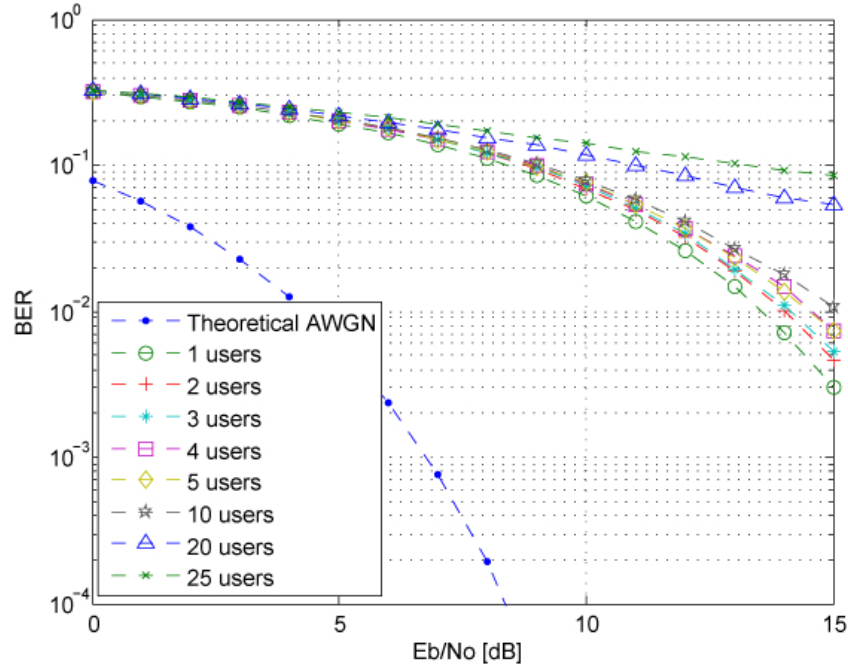 10^0
10^-1
10^-2
10^-3
10^-4
BER
Theoretical AWGN
1 users
2 users
3 users
4 users
5 users
10 users
20 users
25 users
0
5
10
15
Eb/No [dB]